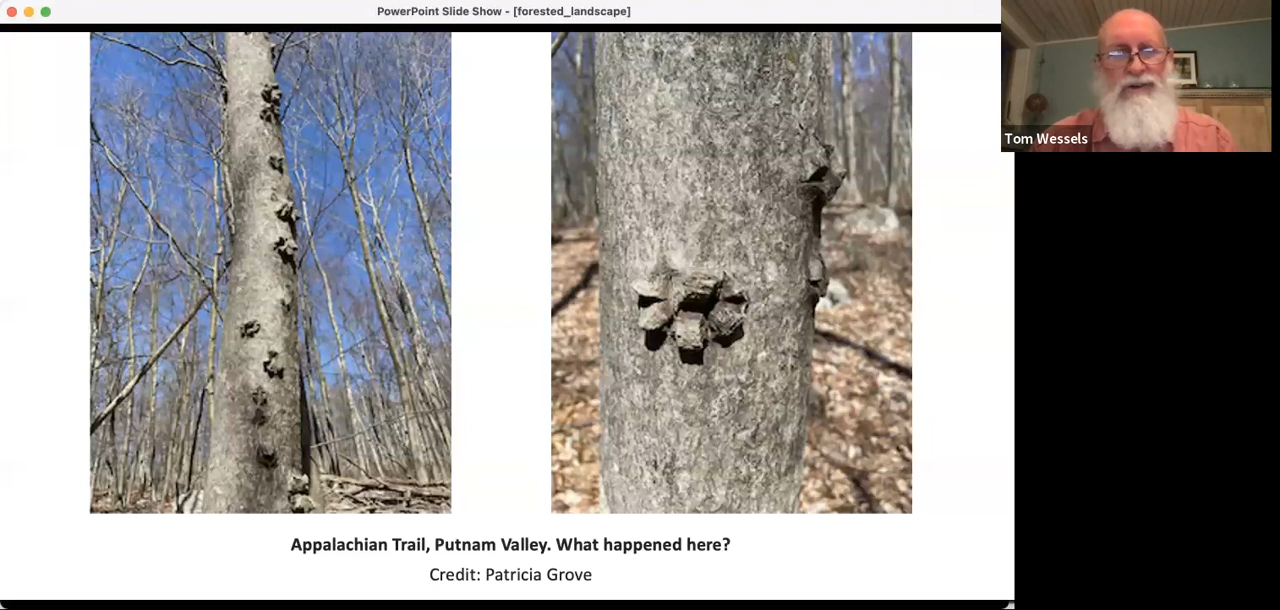 PowerPoint Slide Show - [forested_landscape]
Tom Wessels
Appalachian Trail, Putnam Valley. What happened here?
Credit: Patricia Grove